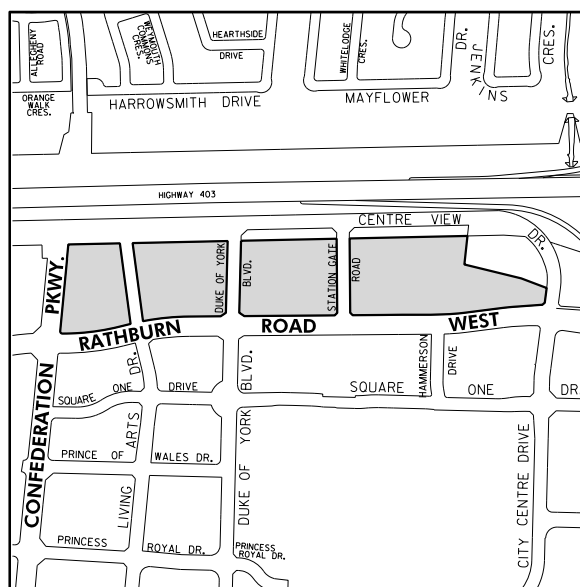 ALLEGHENY
ROAD
WEYMOUTH
COMMONS
CRES.
HEARTHSIDE
DRIVE
WHITELODGE
CRES.
DR.
JENKINS
CRES.
ORANGE
WALK
CRES.
HARROWSMITH DRIVE
MAYFLOWER
HIGHWAY 403
CENTRE VIEW
DR.
PKWY.
DUKE OF YORK
BLVD.
STATION GATE
ROAD
RATHBURN
ROAD
WEST
CONFEDERATION
SQUARE ONE DRIVE
DR.
BLVD.
SQUARE ONE DR
HAMMERSON
DRIVE
LIVING ARTS
PRINCE OF WALES DR.
DUKE OF YORK
CITY CENTRE DRIVE
PRINCESS ROYAL DR.
PRINCESS
ROYAL DR.